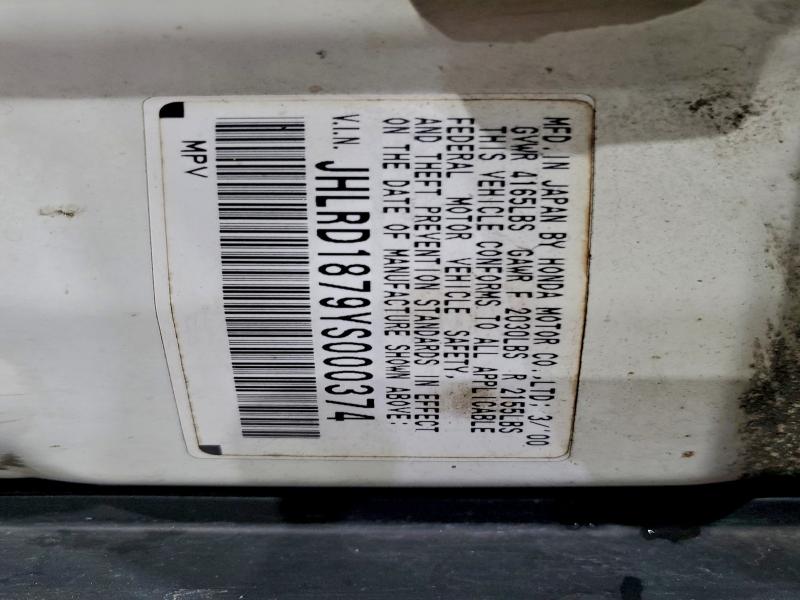 MFD. IN JAPAN BY HONDA MOTOR CO., LTD; 3/'00
GVWR 4165LBS GAWR F 2030LBS R 2155LBS
THIS VEHICLE CONFORMS TO ALL APPLICABLE
FEDERAL MOTOR VEHICLE SAFETY
AND THEFT PREVENTION STANDARDS IN EFFECT
ON THE DATE OF MANUFACTURE SHOWN ABOVE:
V.I.N. JHLRD1879YS000374
MPV